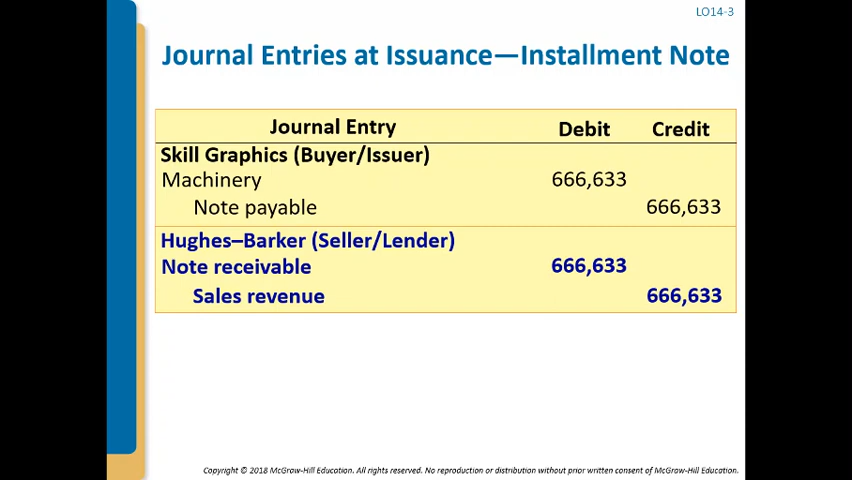 LO14-3
Journal Entries at Issuance—Installment Note
Journal Entry Debit Credit
Skill Graphics (Buyer/Issuer)
Machinery 666,633
Note payable 666,633
Hughes–Barker (Seller/Lender)
Note receivable 666,633
Sales revenue 666,633
Copyright © 2018 McGraw-Hill Education. All rights reserved. No reproduction or distribution without prior written consent of McGraw-Hill Education.